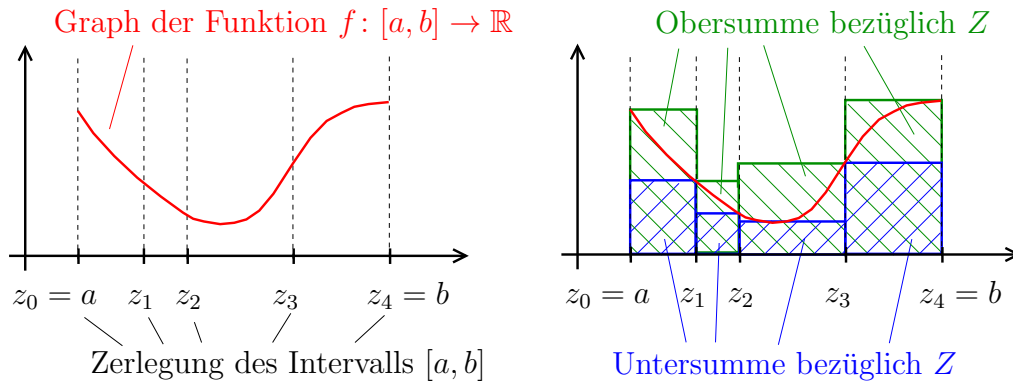 Graph der Funktion f: [a, b] → ℝ
z₀ = a z₁ z₂ z₃ z₄ = b
Zerlegung des Intervalls [a, b]
Obersumme bezüglich Z
z₀ = a z₁ z₂ z₃ z₄ = b
Untersumme bezüglich Z